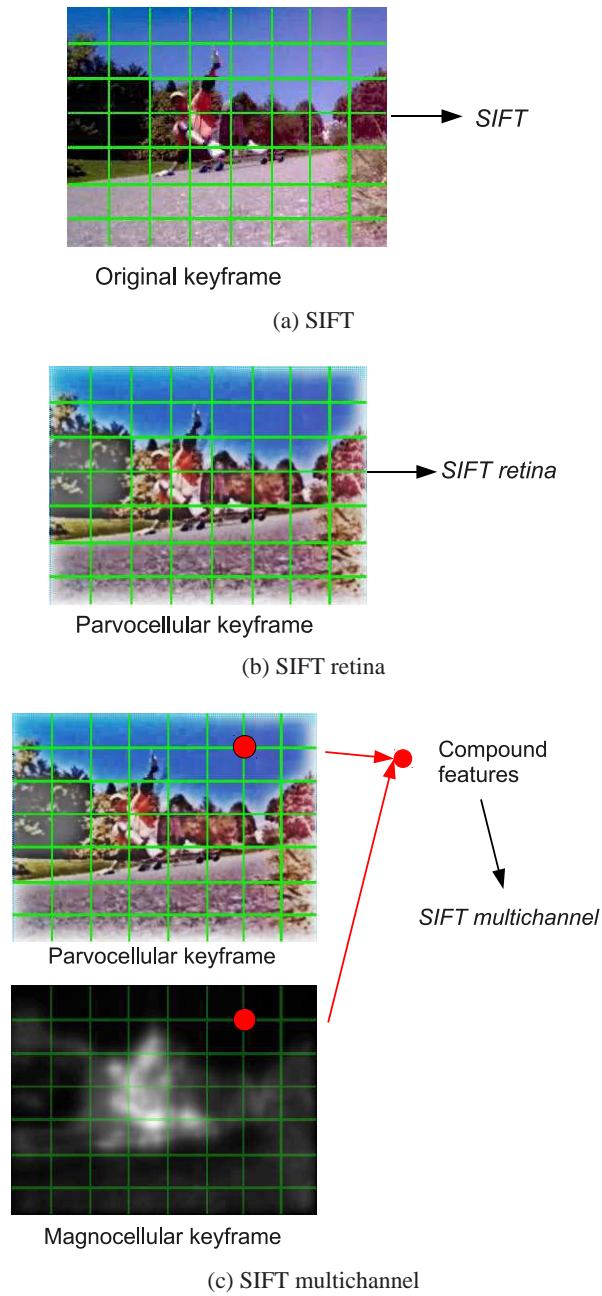 SIFT
Original keyframe
(a) SIFT
SIFT retina
Parvocellular keyframe
(b) SIFT retina
Compound
features
SIFT multichannel
Parvocellular keyframe
Magnocellular keyframe
(c) SIFT multichannel